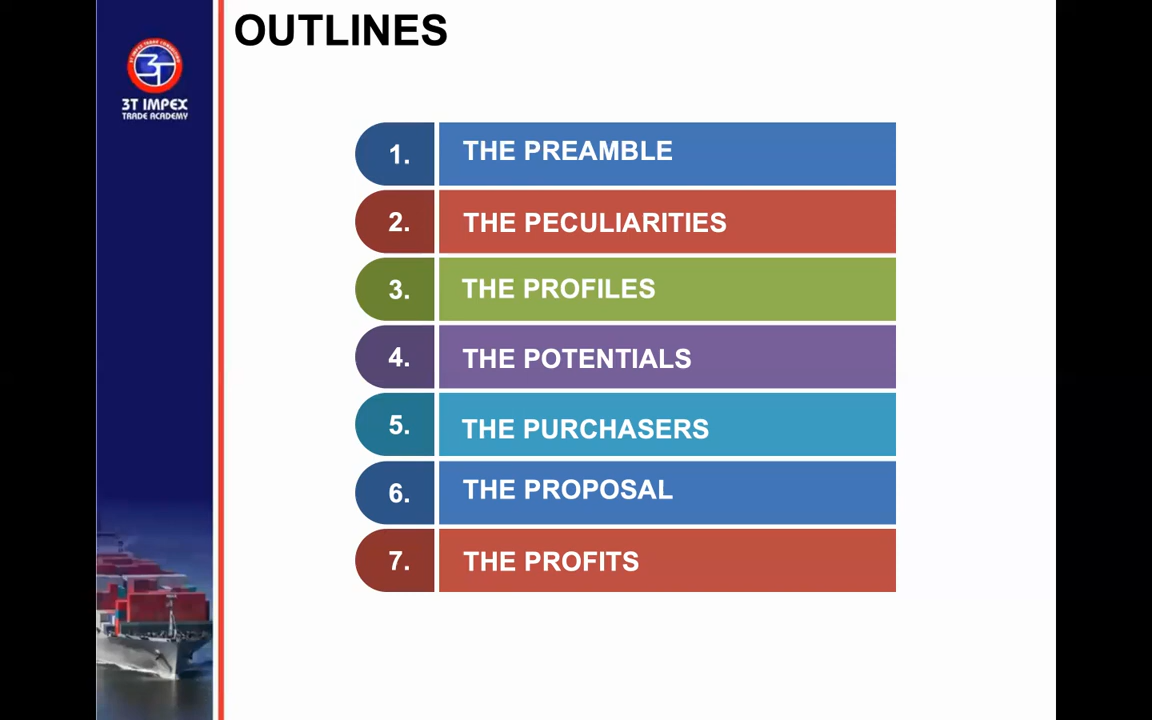 OUTLINES
3T IMPEX
TRADE ACADEMY
1. THE PREAMBLE
2. THE PECULIARITIES
3. THE PROFILES
4. THE POTENTIALS
5. THE PURCHASERS
6. THE PROPOSAL
7. THE PROFITS